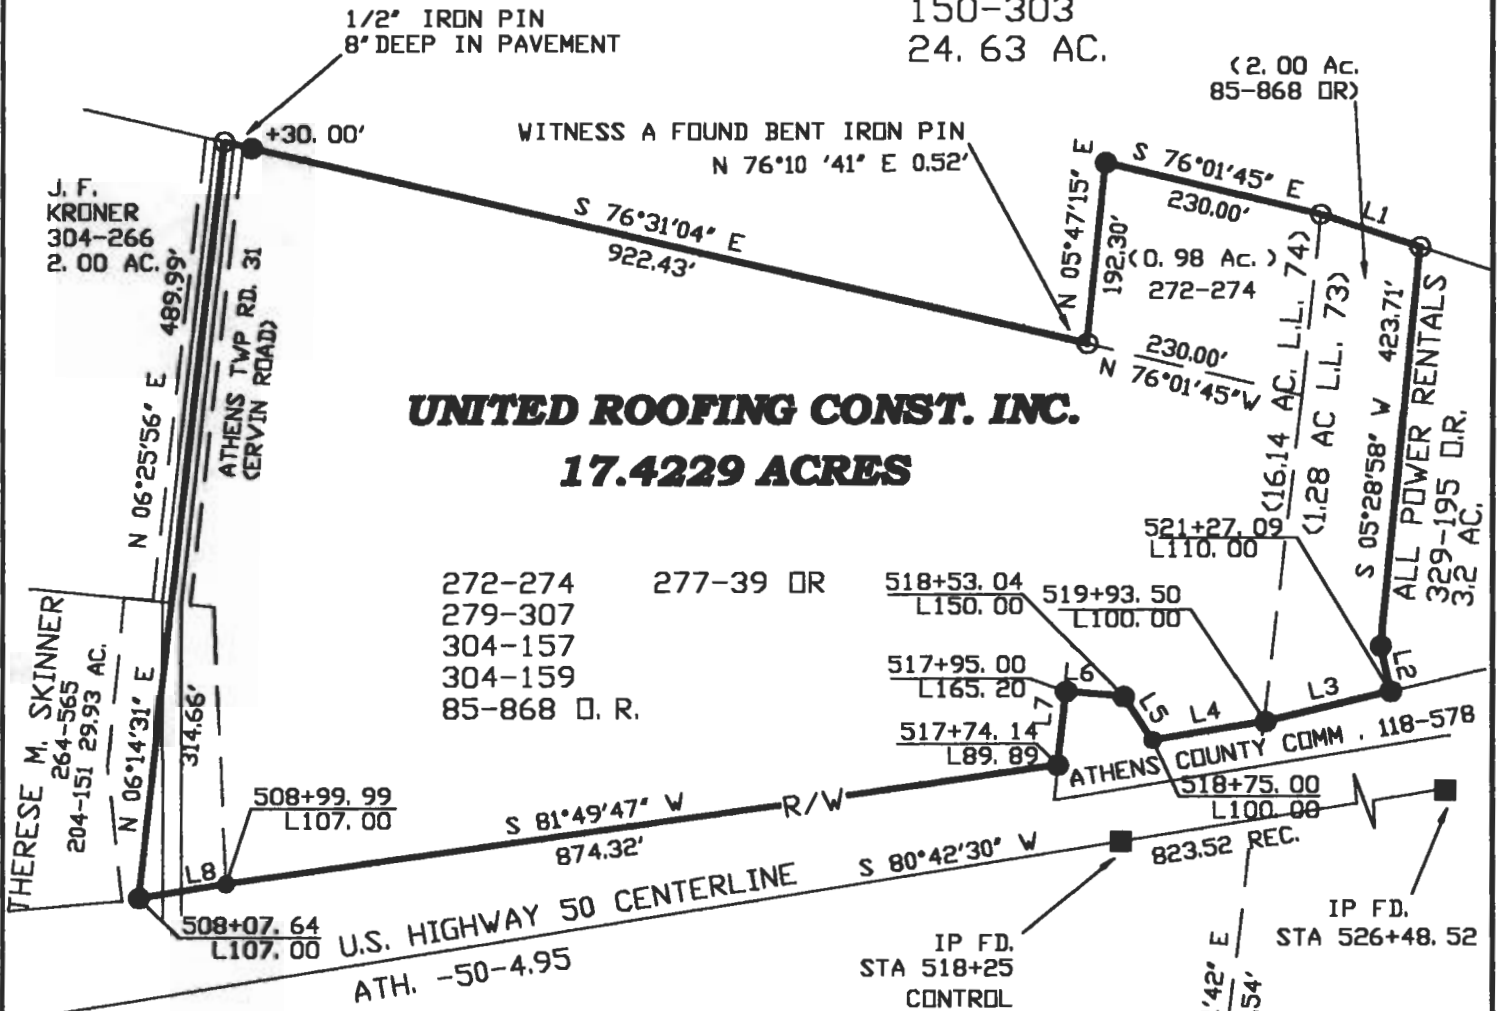 1/2" IRON PIN
8" DEEP IN PAVEMENT
150-303
24. 63 AC.
(2. 00 Ac.
85-868 OR)
+30. 00'
WITNESS A FOUND BENT IRON PIN
N 76°10 '41" E 0.52'
S 76°01'45" E
230.00'
L1
J. F.
KRONER
304-266
2. 00 AC.
N 06°25'56" E 489.99'
ATHENS TWP RD. 31
(ERVIN ROAD)
S 76°31'04" E
922.43'
N 05°47'15" E
192.30'
(0. 98 Ac. )
272-274
230.00'
N 76°01'45"W
(16.14 AC. L.L. 74)
(1.28 AC L.L. 73)
S 05°28'58" W 423.71'
ALL POWER RENTALS
329-195 O.R.
3.2 AC.
UNITED ROOFING CONST. INC.
17.4229 ACRES
272-274 277-39 OR
279-307
304-157
304-159
85-868 O. R.
521+27. 09
L110. 00
518+53. 04
L150. 00
519+93. 50
L100. 00
517+95. 00
L165. 20
517+74. 14
L89. 89
L6
L7
L5
L4
L3
L2
THERESE M. SKINNER
264-565
204-151 29.93 AC.
N 06°14'31" E
314.66'
508+99. 99
L107. 00
S 81°49'47" W
874.32'
R/W
ATHENS COUNTY COMM . 118-578
518+75. 00
L100. 00
L8
508+07. 64
L107. 00
U.S. HIGHWAY 50 CENTERLINE
S 80°42'30" W
823.52 REC.
ATH. -50-4.95
IP FD.
STA 518+25
CONTROL
IP FD.
STA 526+48. 52
'42" E
54'